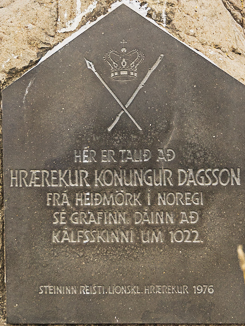 HÉR ER TALIÐ AÐ
HRÆREKUR KONUNGUR DAGSSON
FRÁ HEIÐMÖRK Í NOREGI
SÉ GRAFINN, DÁINN AÐ
KÁLFSSKINNI UM 1022.
STEININN REISTI: LIONSKL. HRÆREKUR 1976